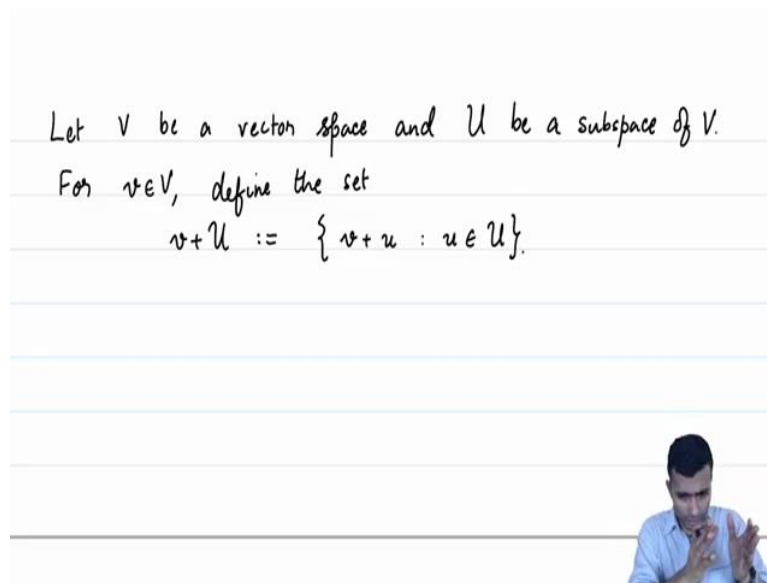 Let V be a vector space and U be a subspace of V.
For v ∈ V, define the set
v + U := { v + u : u ∈ U }.